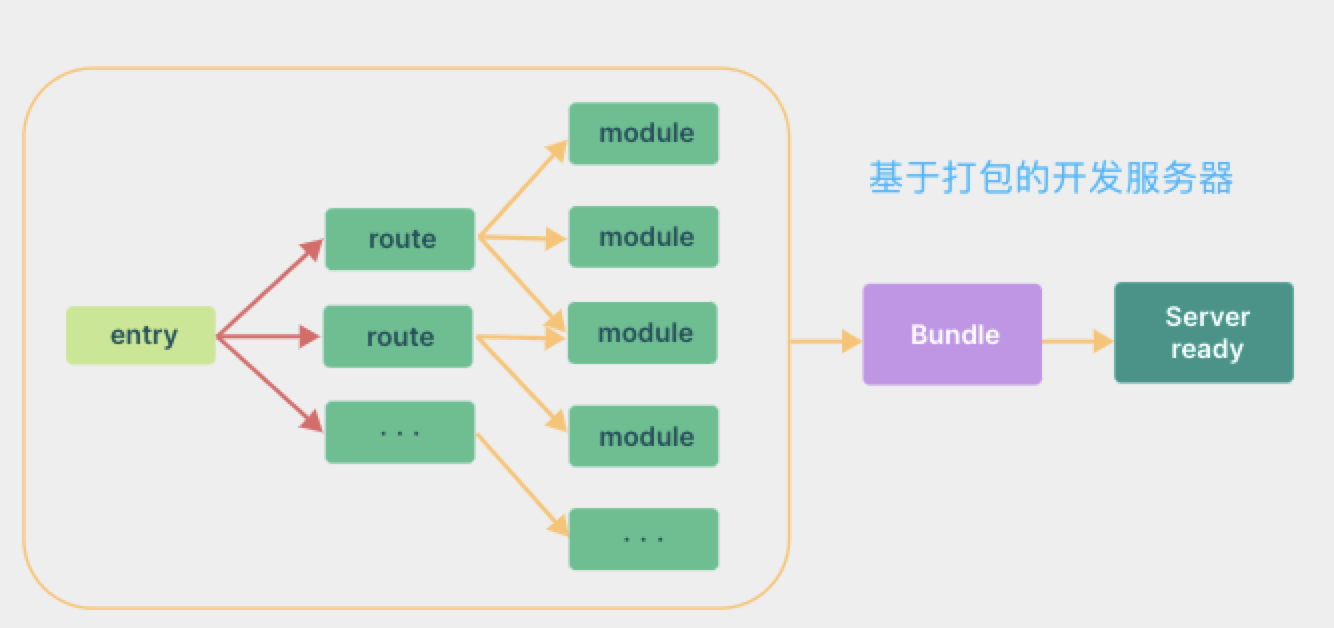 module
基于打包的开发服务器
route
module
entry
route
module
Bundle
Server
ready
. . .
module
. . .